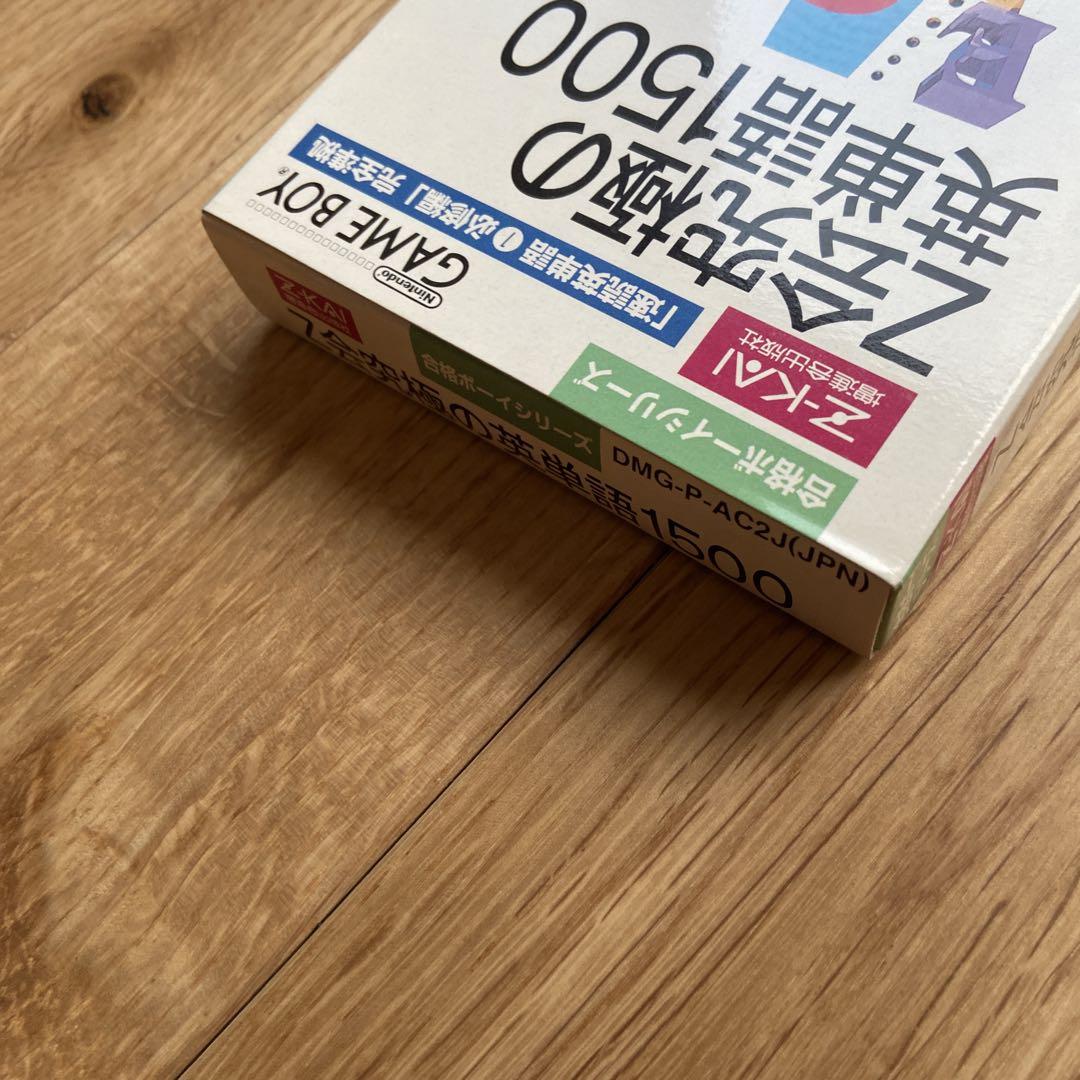 合格ボーイシリーズ
Z-KAI
増進会出版社
Z会究極の
英単語1500
「速読英単語①必修編」完全準拠
Nintendo
GAME BOY®
Z-KAI
合格ボーイシリーズ
DMG-P-AC2J(JPN)
Z会究極の英単語1500